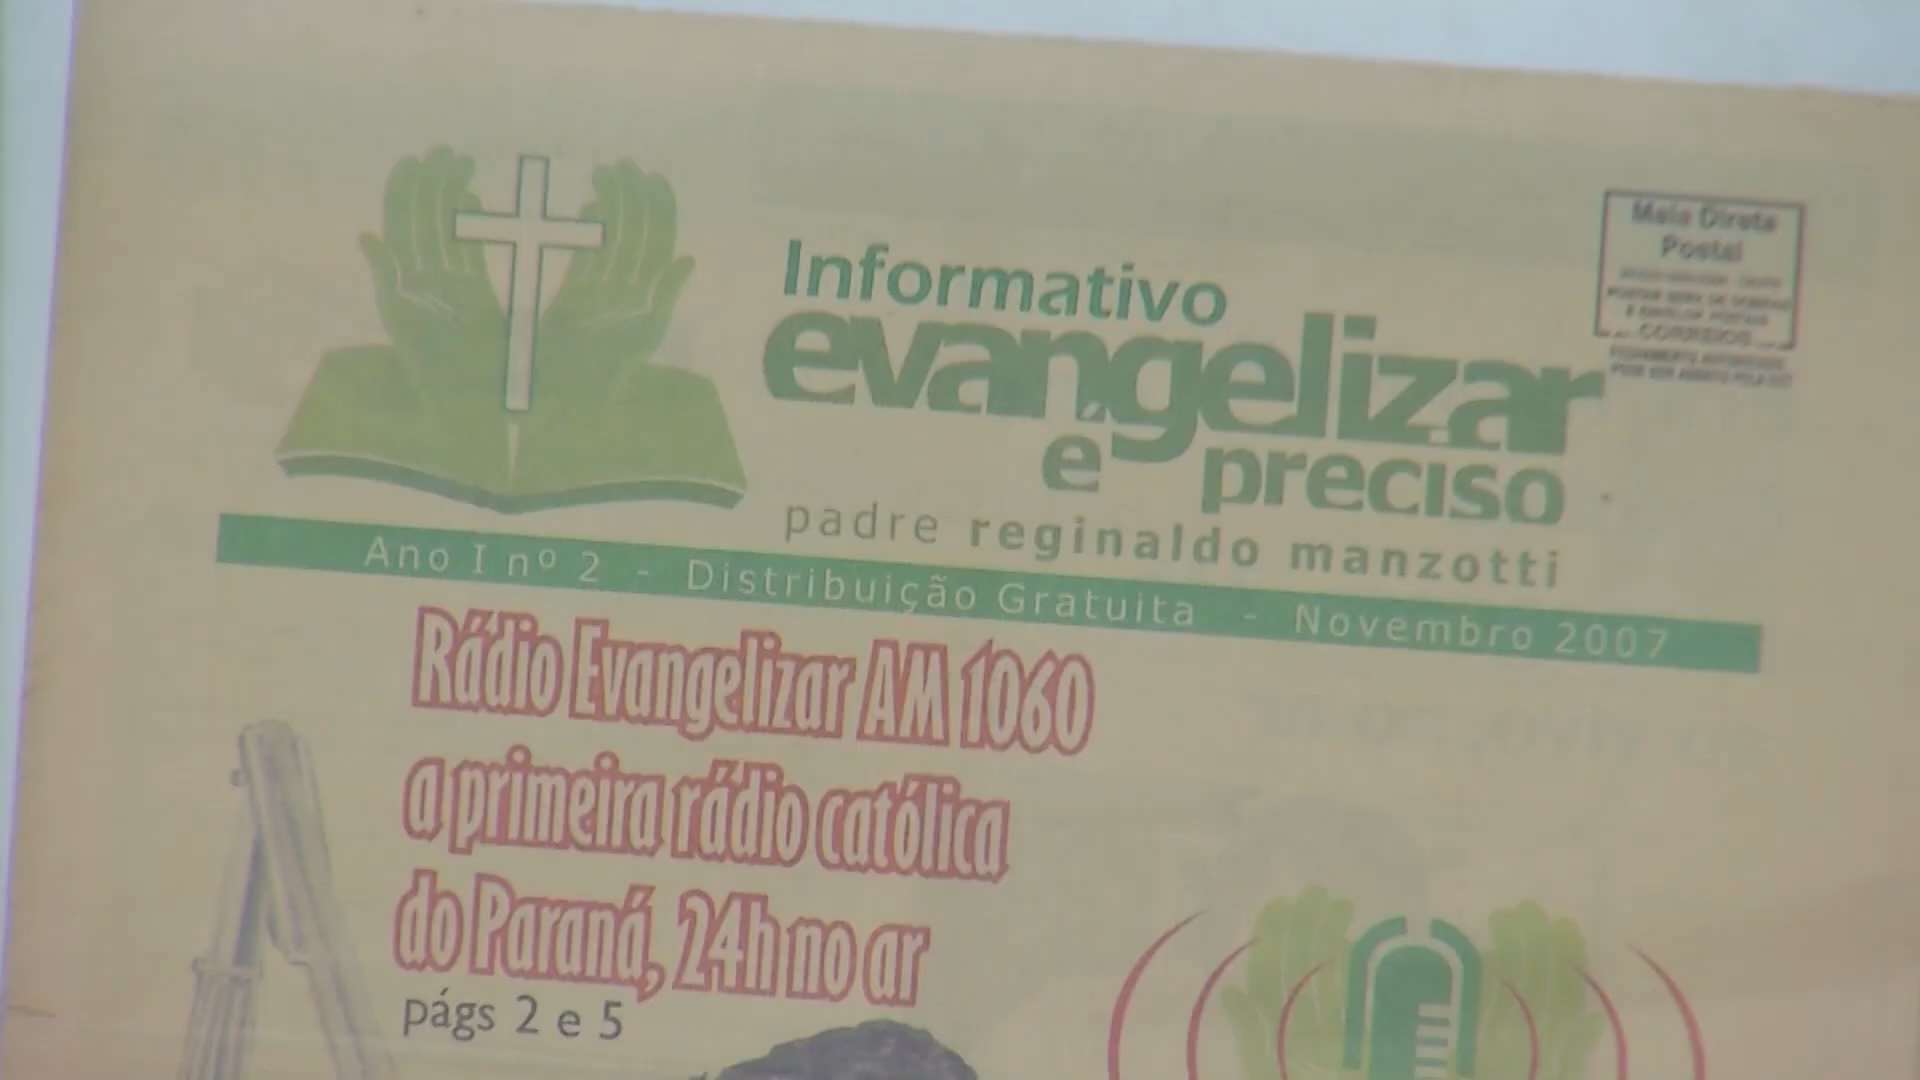 Informativo
evangelizar
é preciso
padre reginaldo manzotti
Mala Direta
Postal
CORREIOS
Ano I nº 2 - Distribuição Gratuita - Novembro 2007
Rádio Evangelizar AM 1060
a primeira rádio católica
do Paraná, 24h no ar
págs 2 e 5